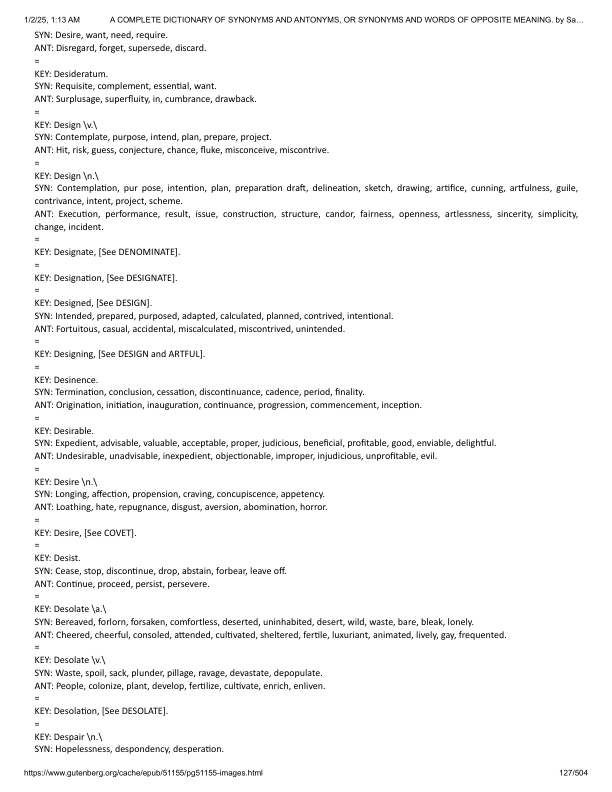 1/2/25, 1:13 AM A COMPLETE DICTIONARY OF SYNONYMS AND ANTONYMS, OR SYNONYMS AND WORDS OF OPPOSITE MEANING. by Sa…
SYN: Desire, want, need, require.
ANT: Disregard, forget, supersede, discard.
=
KEY: Desideratum.
SYN: Requisite, complement, essential, want.
ANT: Surplusage, superfluity, in, cumbrance, drawback.
=
KEY: Design \v.\
SYN: Contemplate, purpose, intend, plan, prepare, project.
ANT: Hit, risk, guess, conjecture, chance, fluke, misconceive, miscontrive.
=
KEY: Design \n.\
SYN: Contemplation, pur pose, intention, plan, preparation draft, delineation, sketch, drawing, artifice, cunning, artfulness, guile,
contrivance, intent, project, scheme.
ANT: Execution, performance, result, issue, construction, structure, candor, fairness, openness, artlessness, sincerity, simplicity,
change, incident.
=
KEY: Designate, [See DENOMINATE].
=
KEY: Designation, [See DESIGNATE].
=
KEY: Designed, [See DESIGN].
SYN: Intended, prepared, purposed, adapted, calculated, planned, contrived, intentional.
ANT: Fortuitous, casual, accidental, miscalculated, miscontrived, unintended.
=
KEY: Designing, [See DESIGN and ARTFUL].
=
KEY: Desinence.
SYN: Termination, conclusion, cessation, discontinuance, cadence, period, finality.
ANT: Origination, initiation, inauguration, continuance, progression, commencement, inception.
=
KEY: Desirable.
SYN: Expedient, advisable, valuable, acceptable, proper, judicious, beneficial, profitable, good, enviable, delightful.
ANT: Undesirable, unadvisable, inexpedient, objectionable, improper, injudicious, unprofitable, evil.
=
KEY: Desire \n.\
SYN: Longing, affection, propension, craving, concupiscence, appetency.
ANT: Loathing, hate, repugnance, disgust, aversion, abomination, horror.
=
KEY: Desire, [See COVET].
=
KEY: Desist.
SYN: Cease, stop, discontinue, drop, abstain, forbear, leave off.
ANT: Continue, proceed, persist, persevere.
=
KEY: Desolate \a.\
SYN: Bereaved, forlorn, forsaken, comfortless, deserted, uninhabited, desert, wild, waste, bare, bleak, lonely.
ANT: Cheered, cheerful, consoled, attended, cultivated, sheltered, fertile, luxuriant, animated, lively, gay, frequented.
=
KEY: Desolate \v.\
SYN: Waste, spoil, sack, plunder, pillage, ravage, devastate, depopulate.
ANT: People, colonize, plant, develop, fertilize, cultivate, enrich, enliven.
=
KEY: Desolation, [See DESOLATE].
=
KEY: Despair \n.\
SYN: Hopelessness, despondency, desperation.
https://www.gutenberg.org/cache/epub/51155/pg51155-images.html 127/504